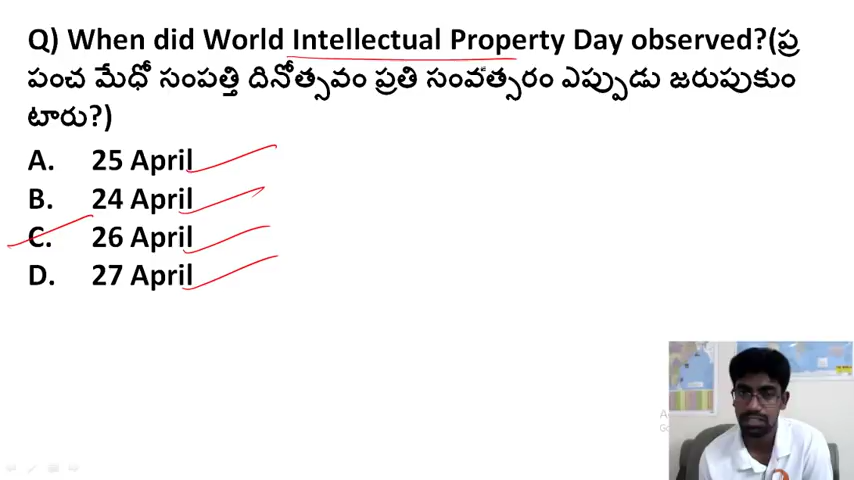 Q) When did World Intellectual Property Day observed?(ప్ర
పంచ మేధో సంపత్తి దినోత్సవం ప్రతి సంవత్సరం ఎప్పుడు జరుపుకుం
టారు?)
A. 25 April
B. 24 April
C. 26 April
D. 27 April